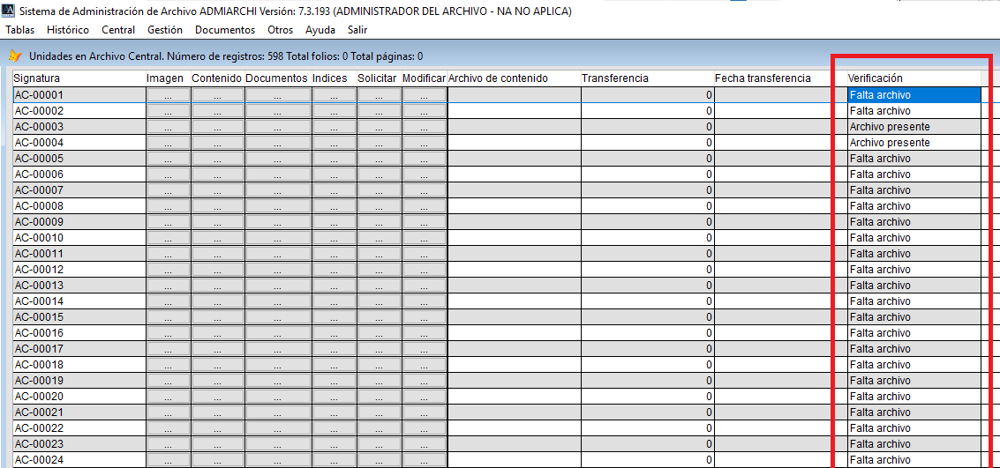 Sistema de Administración de Archivo ADMIARCHI Versión: 7.3.193 (ADMINISTRADOR DEL ARCHIVO - NA NO APLICA)
Tablas Histórico Central Gestión Documentos Otros Ayuda Salir
Unidades en Archivo Central. Número de registros: 598 Total folios: 0 Total páginas: 0
Signatura Imagen Contenido Documentos Indices Solicitar Modificar Archivo de contenido Transferencia Fecha transferencia Verificación
AC-00001 ... ... ... ... ... ... 0 Falta archivo
AC-00002 ... ... ... ... ... ... 0 Falta archivo
AC-00003 ... ... ... ... ... ... 0 Archivo presente
AC-00004 ... ... ... ... ... ... 0 Archivo presente
AC-00005 ... ... ... ... ... ... 0 Falta archivo
AC-00006 ... ... ... ... ... ... 0 Falta archivo
AC-00007 ... ... ... ... ... ... 0 Falta archivo
AC-00008 ... ... ... ... ... ... 0 Falta archivo
AC-00009 ... ... ... ... ... ... 0 Falta archivo
AC-00010 ... ... ... ... ... ... 0 Falta archivo
AC-00011 ... ... ... ... ... ... 0 Falta archivo
AC-00012 ... ... ... ... ... ... 0 Falta archivo
AC-00013 ... ... ... ... ... ... 0 Falta archivo
AC-00014 ... ... ... ... ... ... 0 Falta archivo
AC-00015 ... ... ... ... ... ... 0 Falta archivo
AC-00016 ... ... ... ... ... ... 0 Falta archivo
AC-00017 ... ... ... ... ... ... 0 Falta archivo
AC-00018 ... ... ... ... ... ... 0 Falta archivo
AC-00019 ... ... ... ... ... ... 0 Falta archivo
AC-00020 ... ... ... ... ... ... 0 Falta archivo
AC-00021 ... ... ... ... ... ... 0 Falta archivo
AC-00022 ... ... ... ... ... ... 0 Falta archivo
AC-00023 ... ... ... ... ... ... 0 Falta archivo
AC-00024 ... ... ... ... ... ... 0 Falta archivo